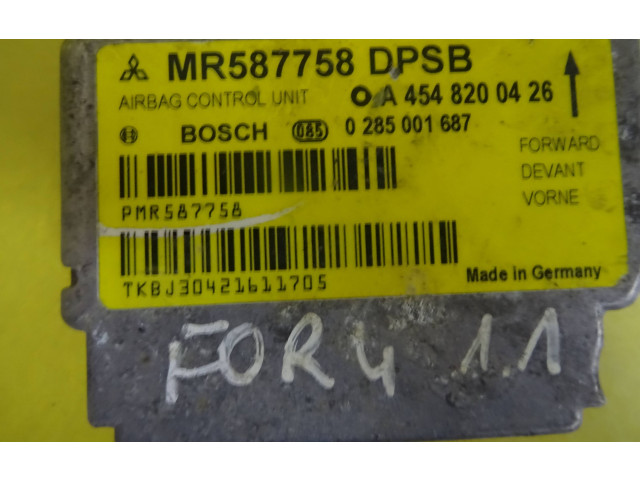 MR587758 DPSB
AIRBAG CONTROL UNIT A 454 820 04 26
BOSCH 085 0 285 001 687
FORWARD
DEVANT
VORNE
PMR587758
TKBJ30421611705
Made in Germany
FOR4 1.1